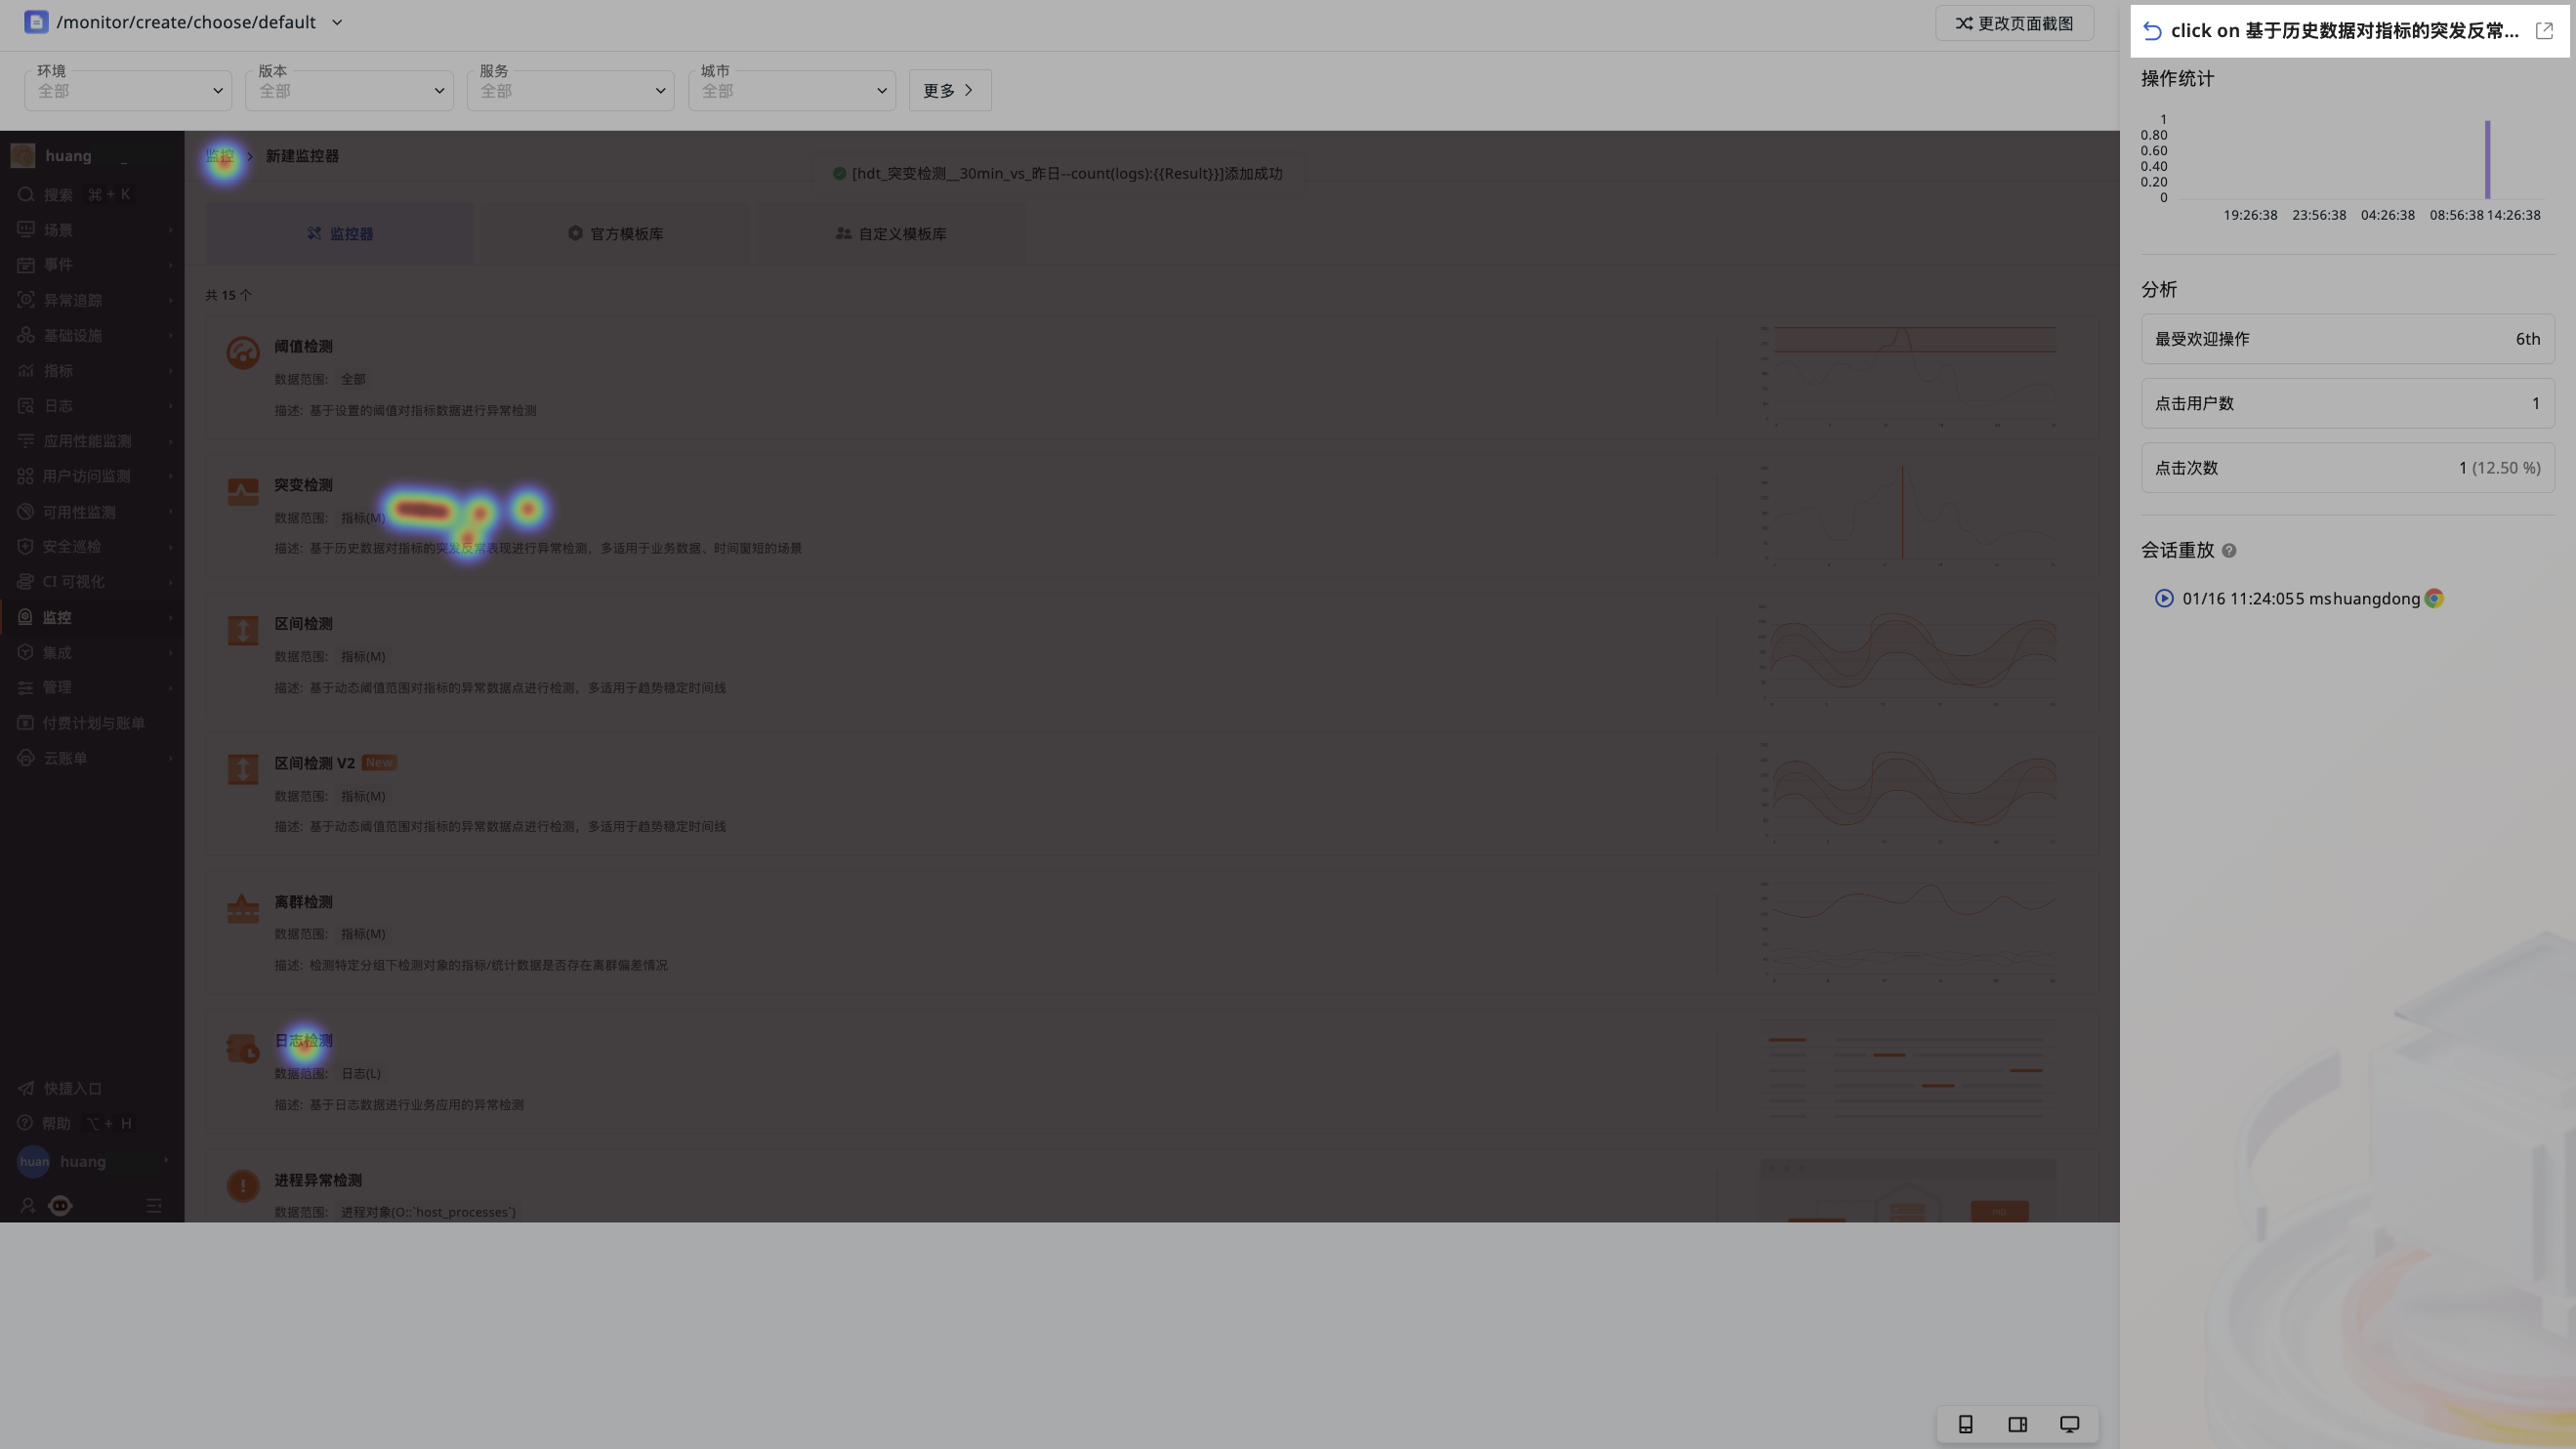 /monitor/create/choose/default
更改页面截图
环境
全部
版本
全部
服务
全部
城市
全部
更多
huang _
搜索 ⌘ + K
场景
事件
异常追踪
基础设施
指标
日志
应用性能监测
用户访问监测
可用性监测
安全巡检
CI 可视化
监控
集成
管理
付费计划与账单
云账单
快捷入口
帮助 ⌥ + H
huan huang
监控 > 新建监控器
[hdt_突变检测__30min_vs_昨日--count(logs):{{Result}}]添加成功
监控器
官方模板库
自定义模板库
共 15 个
阈值检测
数据范围: 全部
描述: 基于设置的阈值对指标数据进行异常检测
突变检测
数据范围: 指标(M)
描述: 基于历史数据对指标的突发反常表现进行异常检测，多适用于业务数据、时间窗短的场景
区间检测
数据范围: 指标(M)
描述: 基于动态阈值范围对指标的异常数据点进行检测，多适用于趋势稳定时间线
区间检测 V2 New
数据范围: 指标(M)
描述: 基于动态阈值范围对指标的异常数据点进行检测，多适用于趋势稳定时间线
离群检测
数据范围: 指标(M)
描述: 检测特定分组下检测对象的指标/统计数据是否存在离群偏差情况
日志检测
数据范围: 日志(L)
描述: 基于日志数据进行业务应用的异常检测
进程异常检测
数据范围: 进程对象(O::`host_processes`)
click on 基于历史数据对指标的突发反常...
操作统计
1
0.80
0.60
0.40
0.20
0
19:26:38 23:56:38 04:26:38 08:56:38 14:26:38
分析
最受欢迎操作 6th
点击用户数 1
点击次数 1 (12.50 %)
会话重放
01/16 11:24:055 mshuangdong